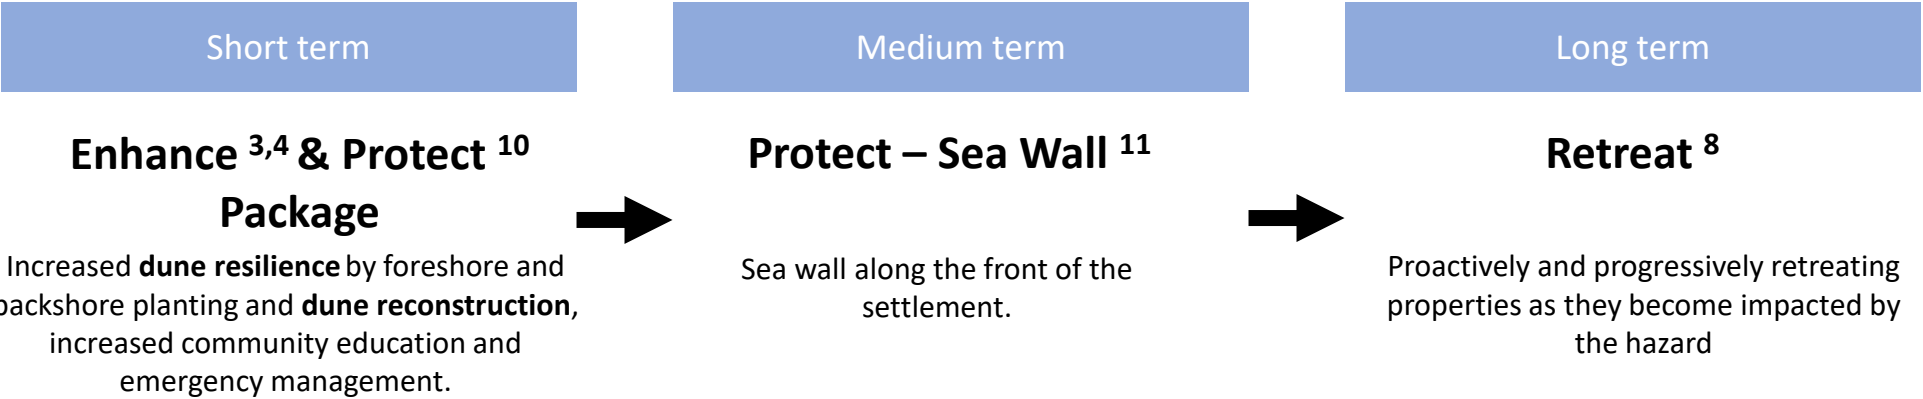 Short term
Medium term
Long term
Enhance 3,4 & Protect 10
Package
Increased dune resilience by foreshore and
backshore planting and dune reconstruction,
increased community education and
emergency management.
Protect – Sea Wall 11
Sea wall along the front of the
settlement.
Retreat 8
Proactively and progressively retreating
properties as they become impacted by
the hazard